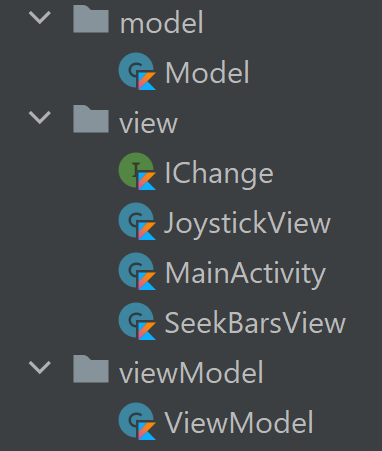 model
Model
view
IChange
JoystickView
MainActivity
SeekBarsView
viewModel
ViewModel